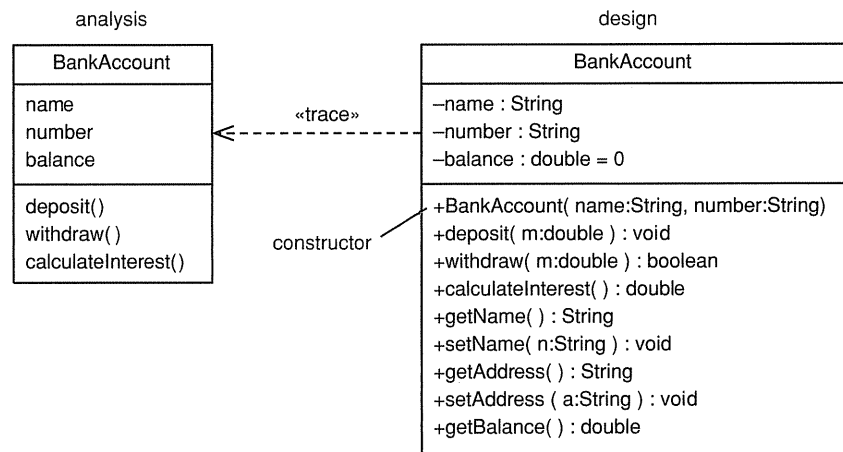 analysis
BankAccount
name
number
balance
deposit()
withdraw()
calculateInterest()
«trace»
constructor
design
BankAccount
–name : String
–number : String
–balance : double = 0
+BankAccount( name:String, number:String)
+deposit( m:double ) : void
+withdraw( m:double ) : boolean
+calculateInterest( ) : double
+getName( ) : String
+setName( n:String ) : void
+getAddress( ) : String
+setAddress ( a:String ) : void
+getBalance( ) : double